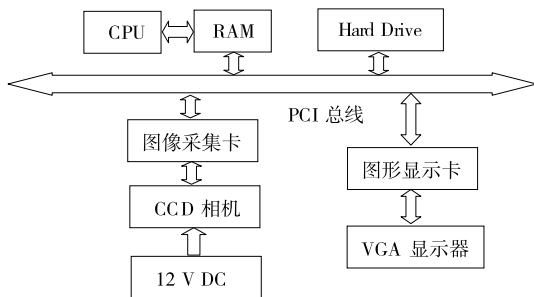 CPU
RAM
Hard Drive
PCI 总线
图像采集卡
图形显示卡
CCD 相机
VGA 显示器
12 V DC